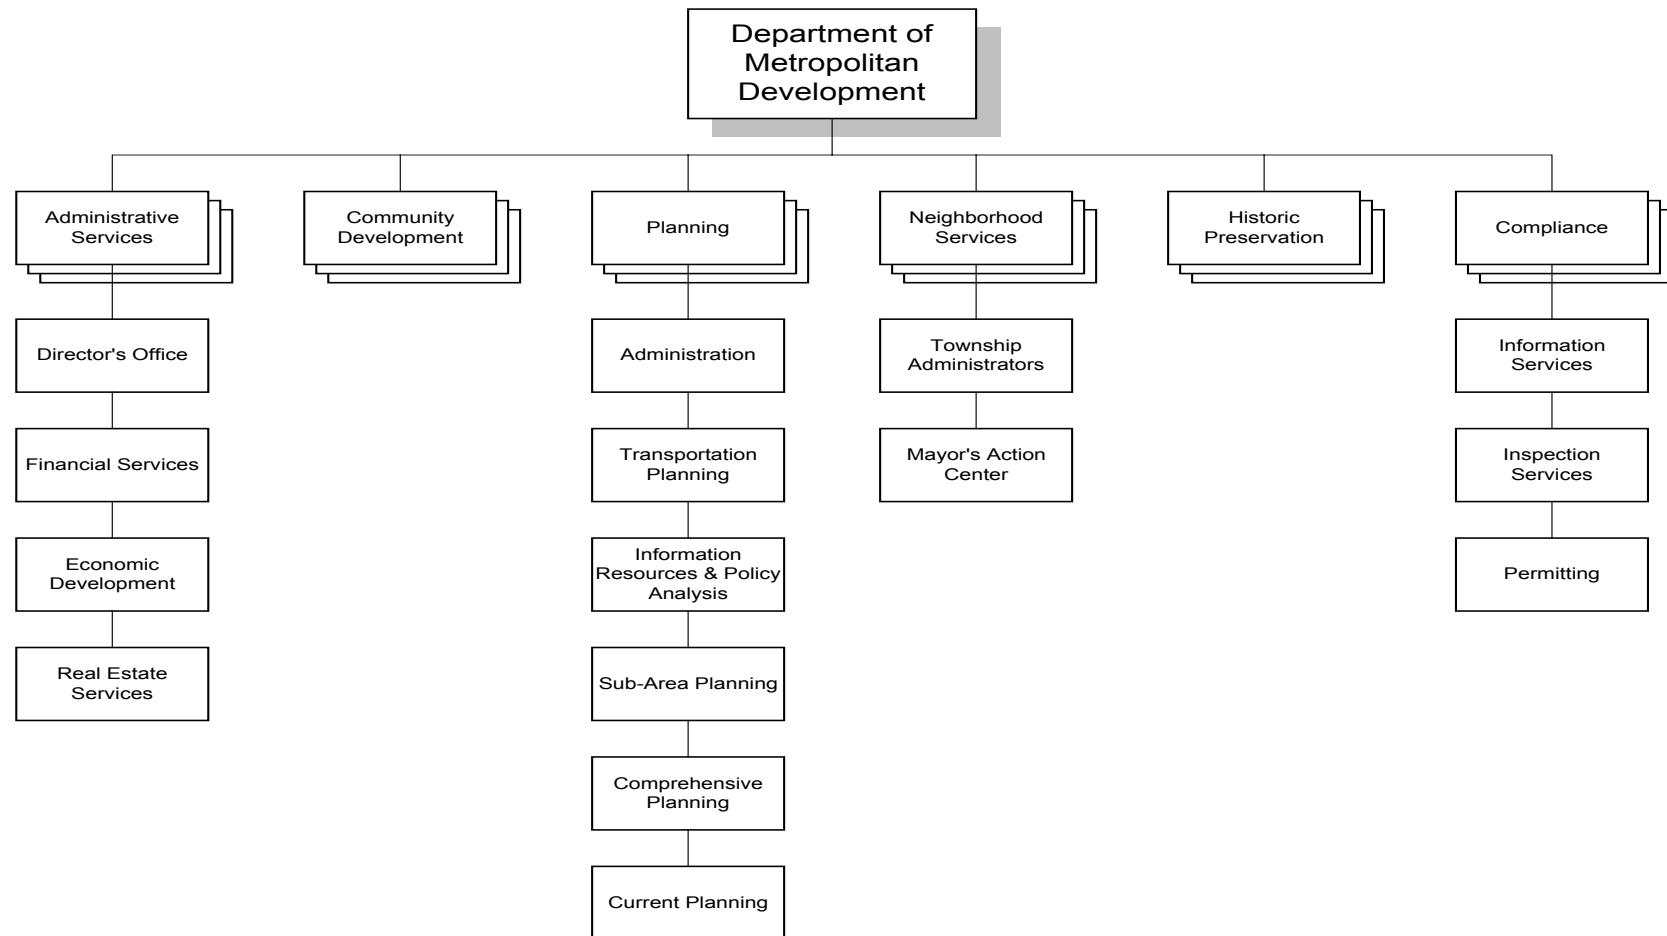 Department of
Metropolitan
Development
Administrative
Services
Community
Development
Planning
Neighborhood
Services
Historic
Preservation
Compliance
Director's Office
Administration
Township
Administrators
Information
Services
Financial Services
Transportation
Planning
Mayor's Action
Center
Inspection
Services
Economic
Development
Information
Resources & Policy
Analysis
Permitting
Real Estate
Services
Sub-Area Planning
Comprehensive
Planning
Current Planning